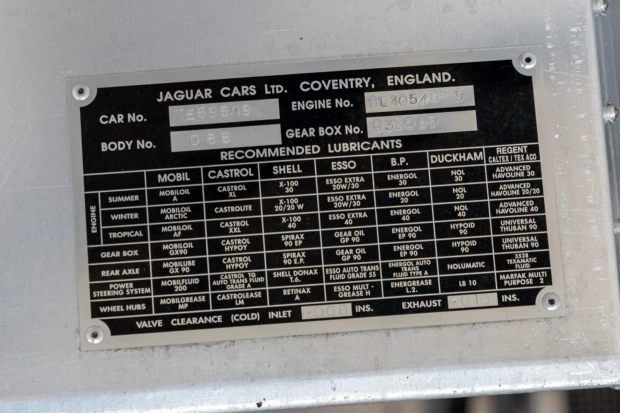 JAGUAR CARS LTD. COVENTRY, ENGLAND.
CAR No. ENGINE No.
BODY No. GEAR BOX No.
RECOMMENDED LUBRICANTS
MOBIL CASTROL SHELL ESSO B.P. DUCKHAM REGENT CALTEX / TEXACO
ENGINE
SUMMER MOBILOIL A CASTROL XL X-100 30 ESSO EXTRA 20W/30 ENERGOL 30 NOL 30 ADVANCED HAVOLINE 30
WINTER MOBILOIL ARCTIC CASTROLITE X-100 20/20 W ESSO EXTRA 20W/30 ENERGOL 20 NOL 20 ADVANCED HAVOLINE 20/20
TROPICAL MOBILOIL AF CASTROL XXL X-100 40 ESSO EXTRA 40 ENERGOL 40 NOL 40 ADVANCED HAVOLINE 40
GEAR BOX MOBILOIL GX90 CASTROL HYPOY SPIRAX 90 EP GEAR OIL GP 90 ENERGOL EP 90 HYPOID 90 UNIVERSAL THUBAN 90
REAR AXLE MOBILUBE GX 90 CASTROL HYPOY SPIRAX 90 E.P. GEAR OIL GP 90 ENERGOL EP 90 HYPOID 90 UNIVERSAL THUBAN 90
POWER STEERING SYSTEM MOBILFLUID 200 CASTROL TQ AUTO TRANS FLUID GRADE A SHELL DONAX T.6. ESSO AUTO TRANS FLUID GRADE 55 ENERGOL AUTO TRANS FLUID TYPE A NOLUMATIC 3528 TEXAMATIC FLUID
WHEEL HUBS MOBILGREASE MP CASTROLEASE LM RETINAX A ESSO MULT- GREASE H ENERGREASE L.2. LB 10 MARFAK MULTI PURPOSE 2
VALVE CLEARANCE (COLD) INLET INS. EXHAUST INS.